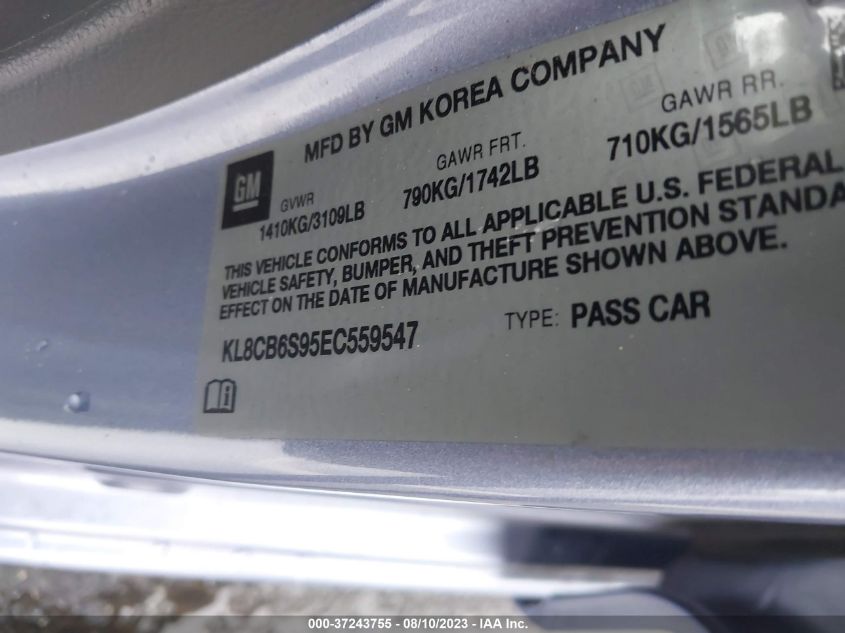 MFD BY GM KOREA COMPANY
GM
GVWR GAWR FRT. GAWR RR.
1410KG/3109LB 790KG/1742LB 710KG/1565LB
THIS VEHICLE CONFORMS TO ALL APPLICABLE U.S. FEDERAL
VEHICLE SAFETY, BUMPER, AND THEFT PREVENTION STANDA
EFFECT ON THE DATE OF MANUFACTURE SHOWN ABOVE.
KL8CB6S95EC559547 TYPE: PASS CAR
000-37243755 - 08/10/2023 - IAA Inc.